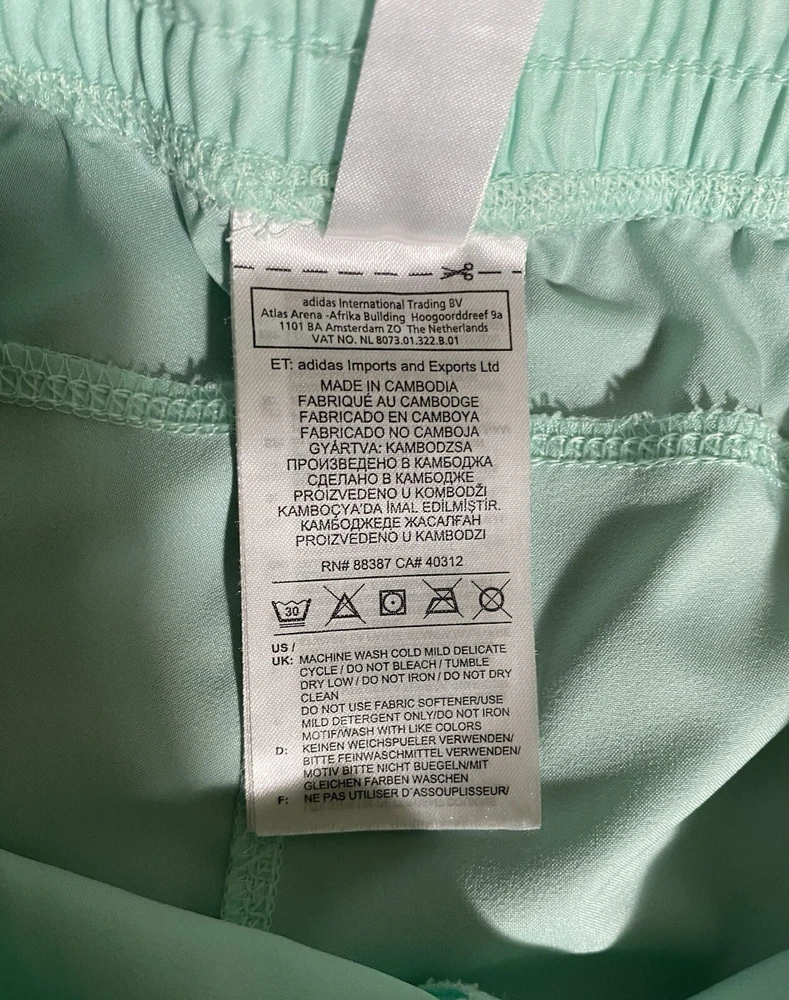 adidas International Trading BV
Atlas Arena -Afrika Building Hoogoorddreef 9a
1101 BA Amsterdam ZO The Netherlands
VAT NO. NL 8073.01.322.B.01
ET: adidas Imports and Exports Ltd
MADE IN CAMBODIA
FABRIQUÉ AU CAMBODGE
FABRICADO EN CAMBOYA
FABRICADO NO CAMBOJA
GYÁRTVA: KAMBODZSA
ПРОИЗВЕДЕНО В КАМБОДЖА
СДЕЛАНО В КАМБОДЖЕ
PROIZVEDENO U KOMBODŽI
KAMBOÇYA'DA İMAL EDİLMİŞTİR.
КАМБОДЖЕДЕ ЖАСАЛҒАН
PROIZVEDENO U KAMBODZI
RN# 88387 CA# 40312
30
US /
UK: MACHINE WASH COLD MILD DELICATE
CYCLE / DO NOT BLEACH / TUMBLE
DRY LOW / DO NOT IRON / DO NOT DRY
CLEAN
DO NOT USE FABRIC SOFTENER/USE
MILD DETERGENT ONLY/DO NOT IRON
MOTIF/WASH WITH LIKE COLORS
D: KEINEN WEICHSPUELER VERWENDEN/
BITTE FEINWASCHMITTEL VERWENDEN/
MOTIV BITTE NICHT BUEGELN/MIT
GLEICHEN FARBEN WASCHEN
F: NE PAS UTILISER D'ASSOUPLISSEUR/